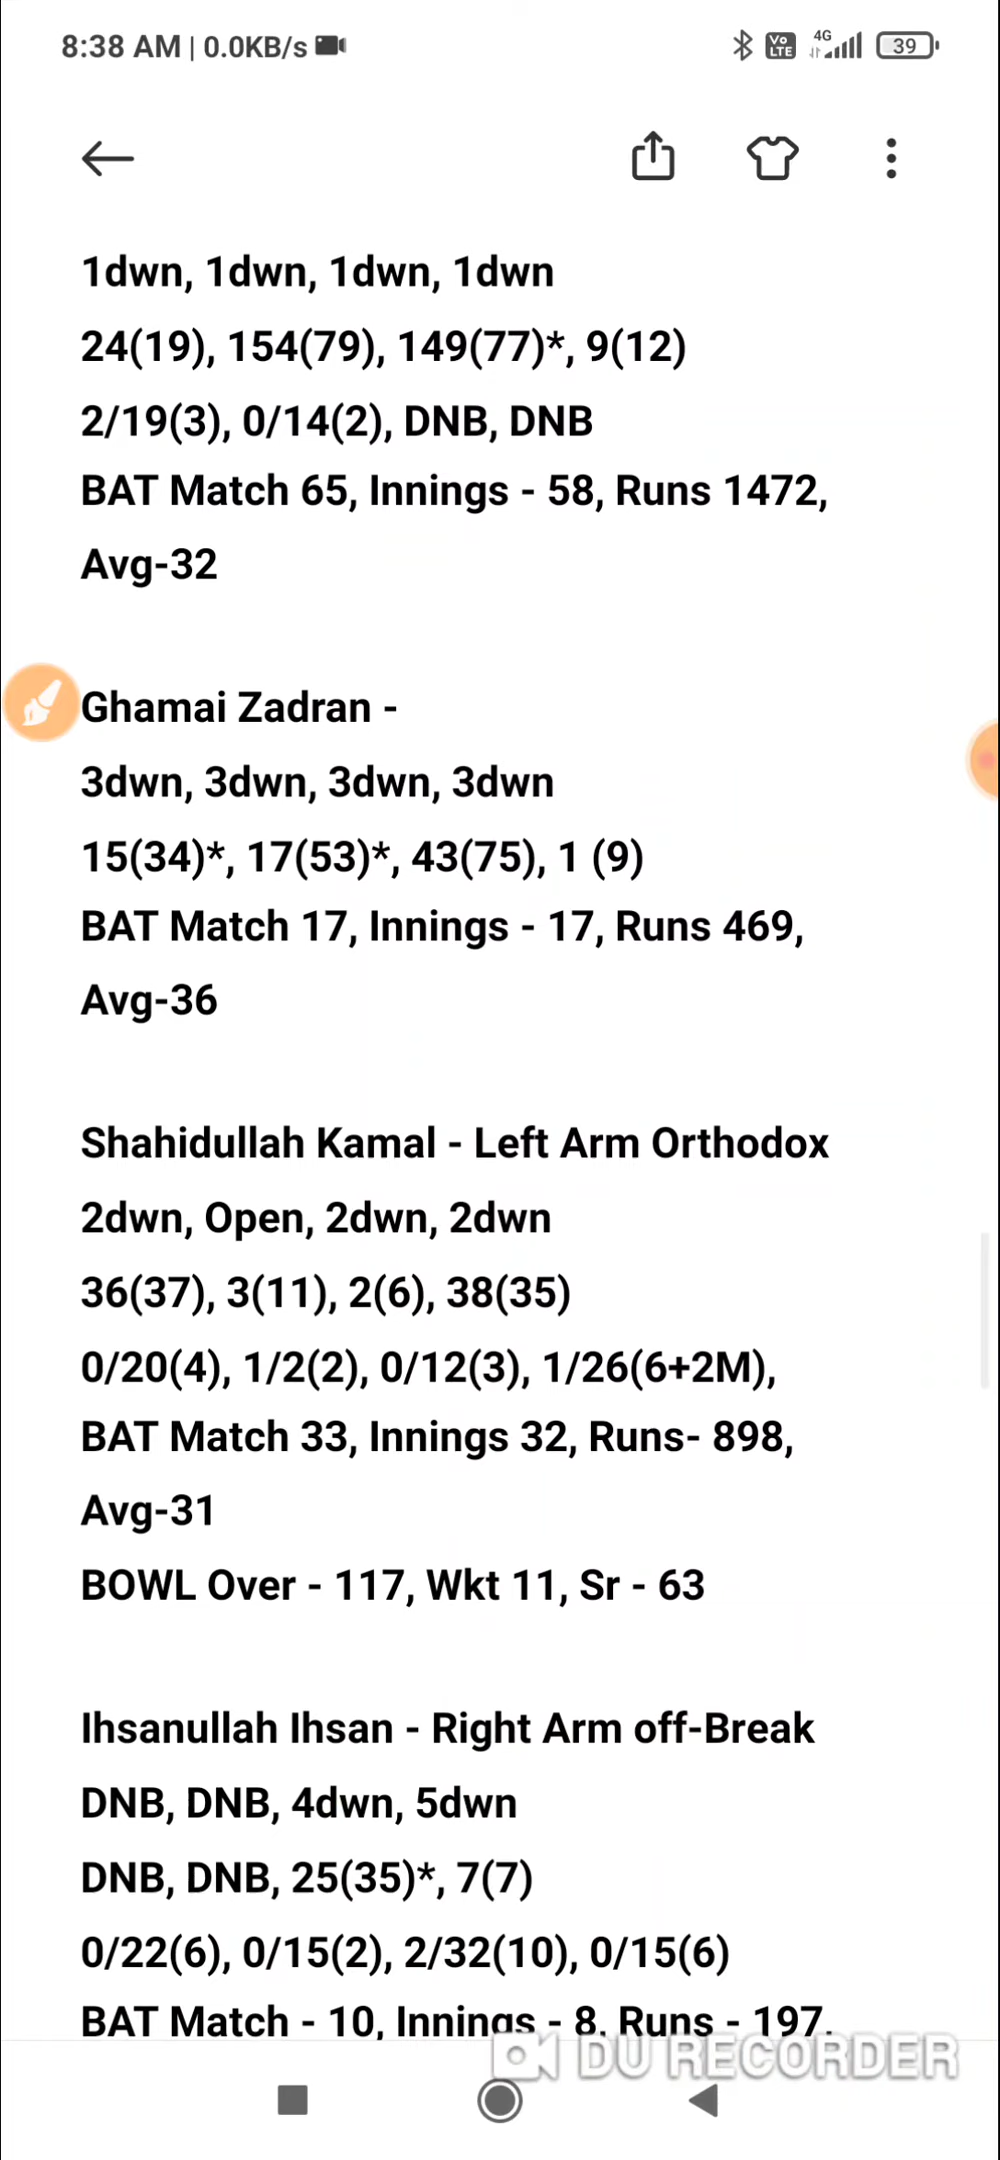 8:38 AM | 0.0KB/s Vo LTE 4G 39
1dwn, 1dwn, 1dwn, 1dwn
24(19), 154(79), 149(77)*, 9(12)
2/19(3), 0/14(2), DNB, DNB
BAT Match 65, Innings - 58, Runs 1472,
Avg-32
Ghamai Zadran -
3dwn, 3dwn, 3dwn, 3dwn
15(34)*, 17(53)*, 43(75), 1 (9)
BAT Match 17, Innings - 17, Runs 469,
Avg-36
Shahidullah Kamal - Left Arm Orthodox
2dwn, Open, 2dwn, 2dwn
36(37), 3(11), 2(6), 38(35)
0/20(4), 1/2(2), 0/12(3), 1/26(6+2M),
BAT Match 33, Innings 32, Runs- 898,
Avg-31
BOWL Over - 117, Wkt 11, Sr - 63
Ihsanullah Ihsan - Right Arm off-Break
DNB, DNB, 4dwn, 5dwn
DNB, DNB, 25(35)*, 7(7)
0/22(6), 0/15(2), 2/32(10), 0/15(6)
BAT Match - 10, Innings - 8, Runs - 197,
DU RECORDER